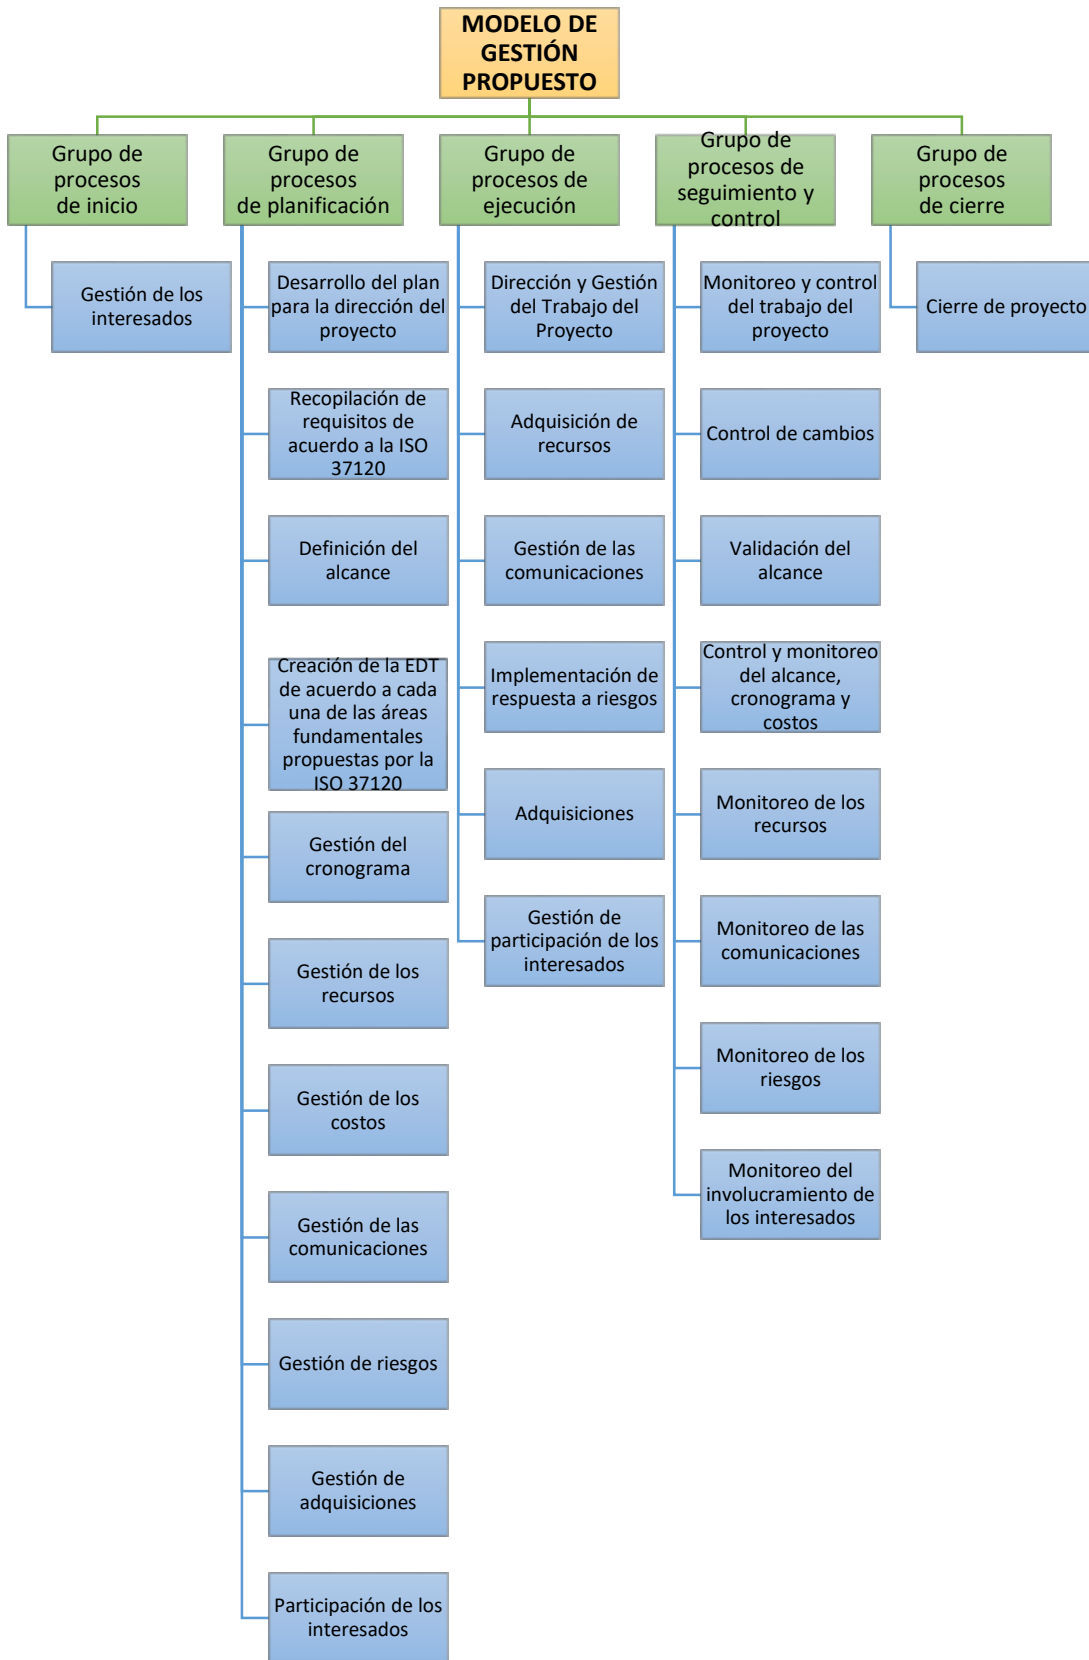 MODELO DE
GESTIÓN
PROPUESTO
Grupo de
procesos
de inicio
Grupo de
procesos
de planificación
Grupo de
procesos de
ejecución
Grupo de
procesos de
seguimiento y
control
Grupo de
procesos
de cierre
Gestión de los
interesados
Desarrollo del plan
para la dirección del
proyecto
Recopilación de
requisitos de
acuerdo a la ISO
37120
Definición del
alcance
Creación de la EDT
de acuerdo a cada
una de las áreas
fundamentales
propuestas por la
ISO 37120
Gestión del
cronograma
Gestión de los
recursos
Gestión de los
costos
Gestión de las
comunicaciones
Gestión de riesgos
Gestión de
adquisiciones
Participación de los
interesados
Dirección y Gestión
del Trabajo del
Proyecto
Adquisición de
recursos
Gestión de las
comunicaciones
Implementación de
respuesta a riesgos
Adquisiciones
Gestión de
participación de los
interesados
Monitoreo y control
del trabajo del
proyecto
Control de cambios
Validación del
alcance
Control y monitoreo
del alcance,
cronograma y
costos
Monitoreo de los
recursos
Monitoreo de las
comunicaciones
Monitoreo de los
riesgos
Monitoreo del
involucramiento de
los interesados
Cierre de proyecto